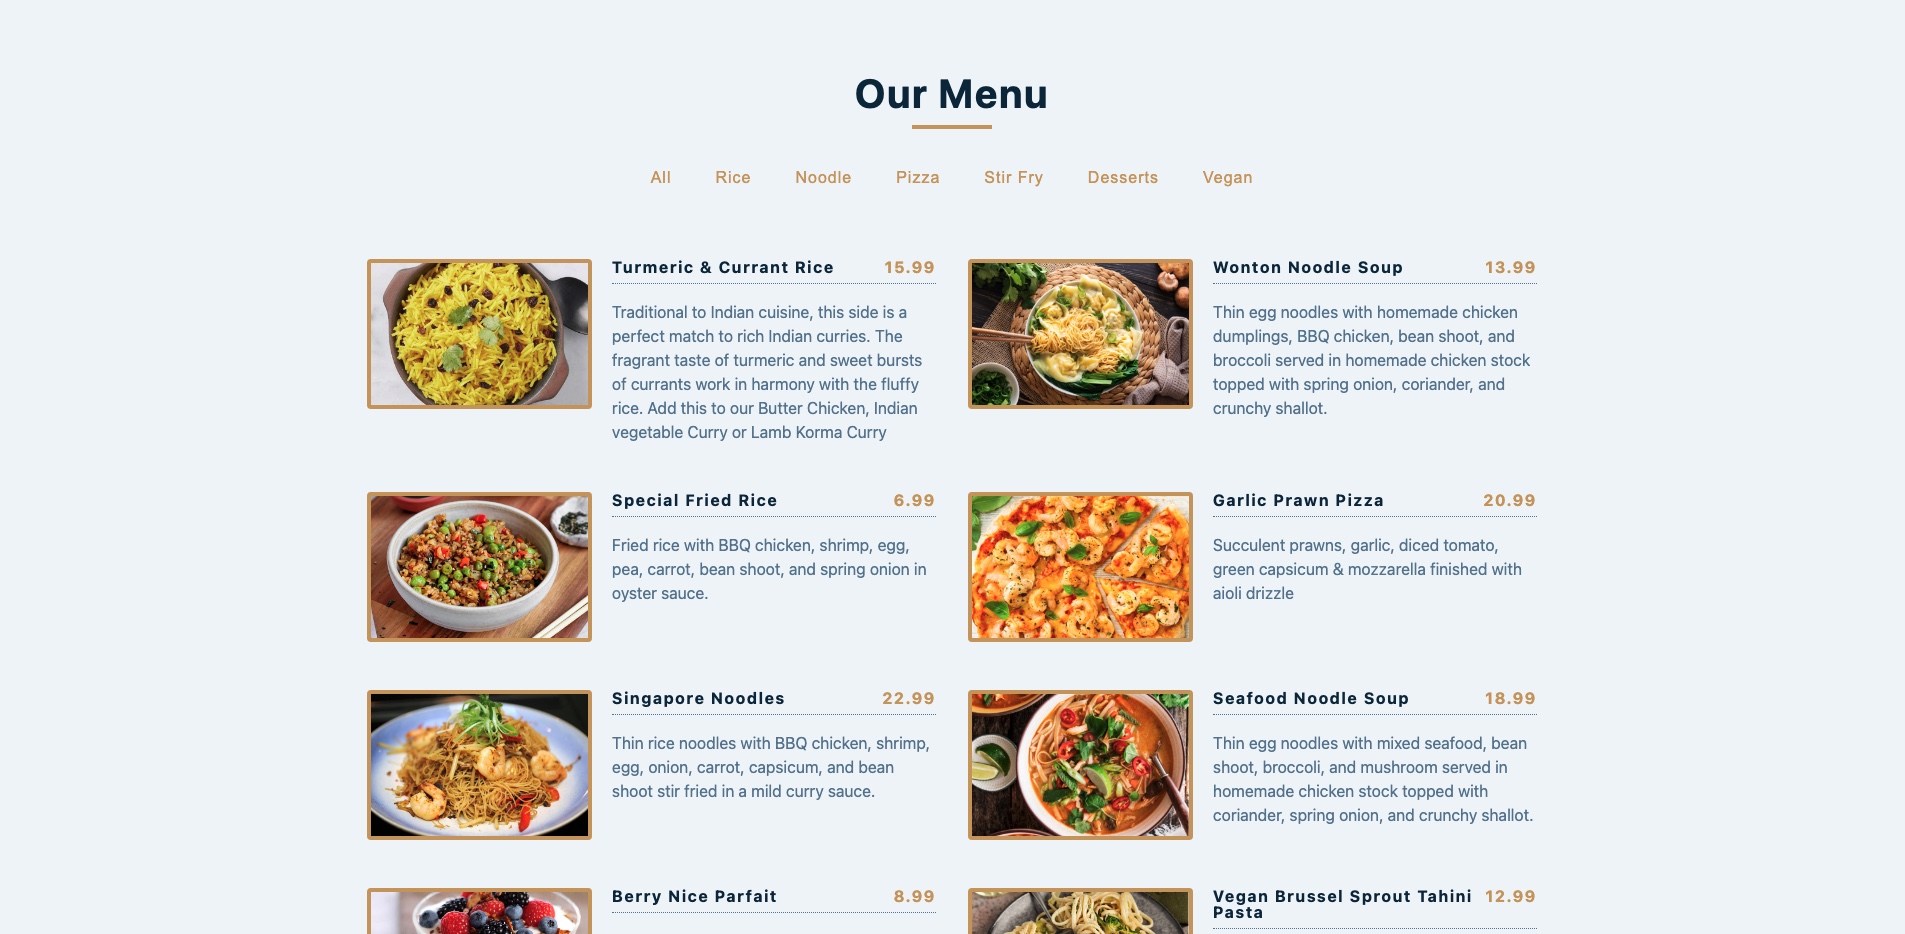 Our Menu
All Rice Noodle Pizza Stir Fry Desserts Vegan
Turmeric & Currant Rice 15.99
Traditional to Indian cuisine, this side is a
perfect match to rich Indian curries. The
fragrant taste of turmeric and sweet bursts
of currants work in harmony with the fluffy
rice. Add this to our Butter Chicken, Indian
vegetable Curry or Lamb Korma Curry
Wonton Noodle Soup 13.99
Thin egg noodles with homemade chicken
dumplings, BBQ chicken, bean shoot, and
broccoli served in homemade chicken stock
topped with spring onion, coriander, and
crunchy shallot.
Special Fried Rice 6.99
Fried rice with BBQ chicken, shrimp, egg,
pea, carrot, bean shoot, and spring onion in
oyster sauce.
Garlic Prawn Pizza 20.99
Succulent prawns, garlic, diced tomato,
green capsicum & mozzarella finished with
aioli drizzle
Singapore Noodles 22.99
Thin rice noodles with BBQ chicken, shrimp,
egg, onion, carrot, capsicum, and bean
shoot stir fried in a mild curry sauce.
Seafood Noodle Soup 18.99
Thin egg noodles with mixed seafood, bean
shoot, broccoli, and mushroom served in
homemade chicken stock topped with
coriander, spring onion, and crunchy shallot.
Berry Nice Parfait 8.99
Vegan Brussel Sprout Tahini 12.99
Pasta